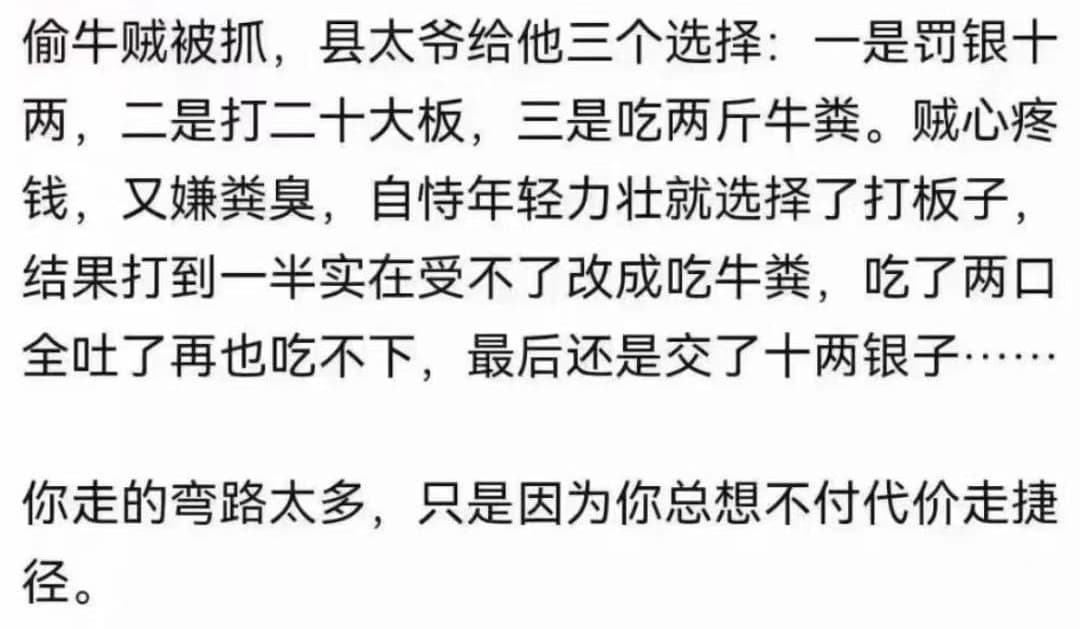 偷牛贼被抓，县太爷给他三个选择：一是罚银十
两，二是打二十大板，三是吃两斤牛粪。贼心疼
钱，又嫌粪臭，自恃年轻力壮就选择了打板子，
结果打到一半实在受不了改成吃牛粪，吃了两口
全吐了再也吃不下，最后还是交了十两银子……
你走的弯路太多，只是因为你总想不付代价走捷
径。